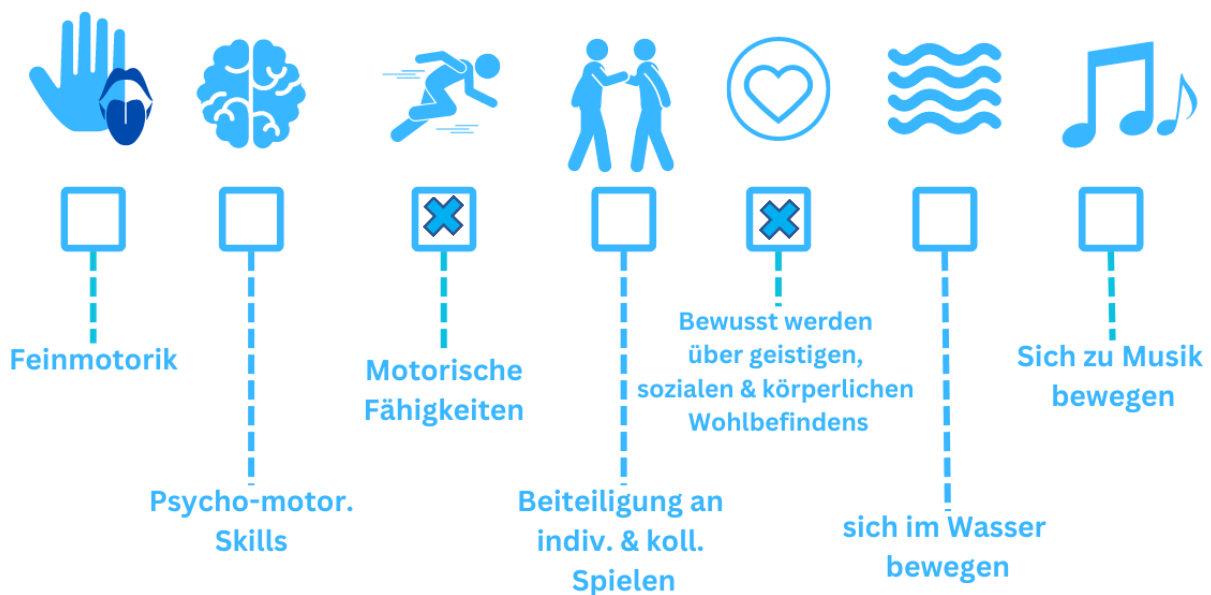 Feinmotorik
Psycho-motor.
Skills
Motorische
Fähigkeiten
Beiteiligung an
indiv. & koll.
Spielen
Bewusst werden
über geistigen,
sozialen & körperlichen
Wohlbefindens
sich im Wasser
bewegen
Sich zu Musik
bewegen